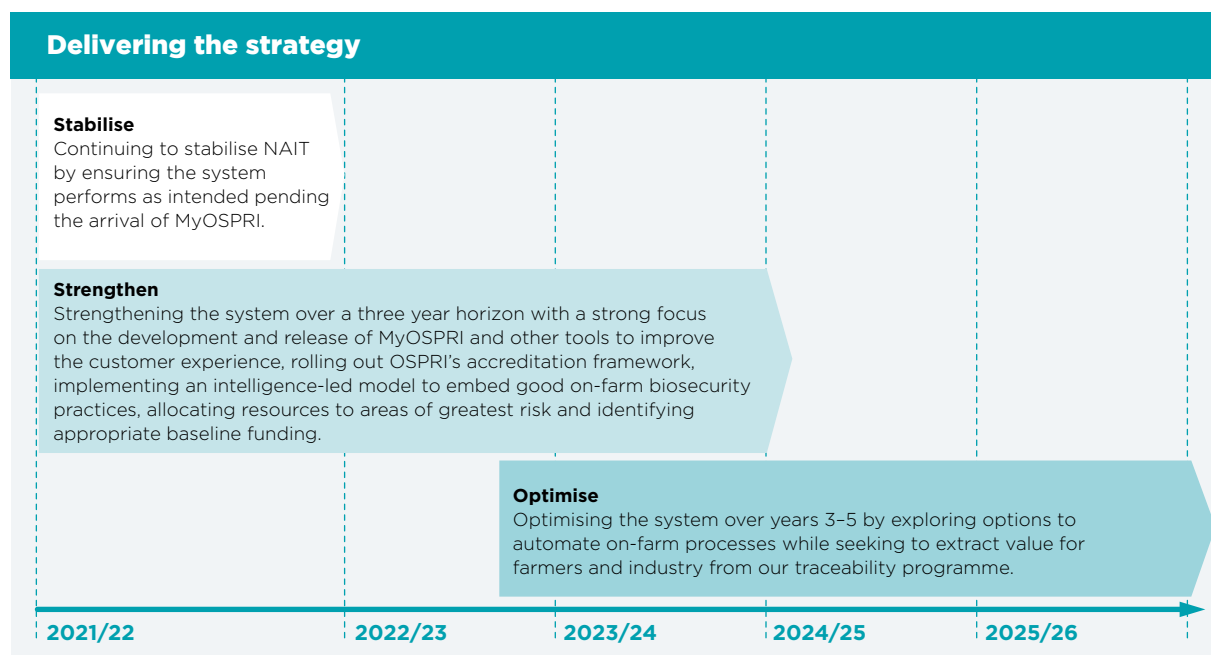 Delivering the strategy
Stabilise
Continuing to stabilise NAIT
by ensuring the system
performs as intended pending
the arrival of MyOSPRI.
Strengthen
Strengthening the system over a three year horizon with a strong focus
on the development and release of MyOSPRI and other tools to improve
the customer experience, rolling out OSPRI’s accreditation framework,
implementing an intelligence-led model to embed good on-farm biosecurity
practices, allocating resources to areas of greatest risk and identifying
appropriate baseline funding.
Optimise
Optimising the system over years 3–5 by exploring options to
automate on-farm processes while seeking to extract value for
farmers and industry from our traceability programme.
2021/22 2022/23 2023/24 2024/25 2025/26